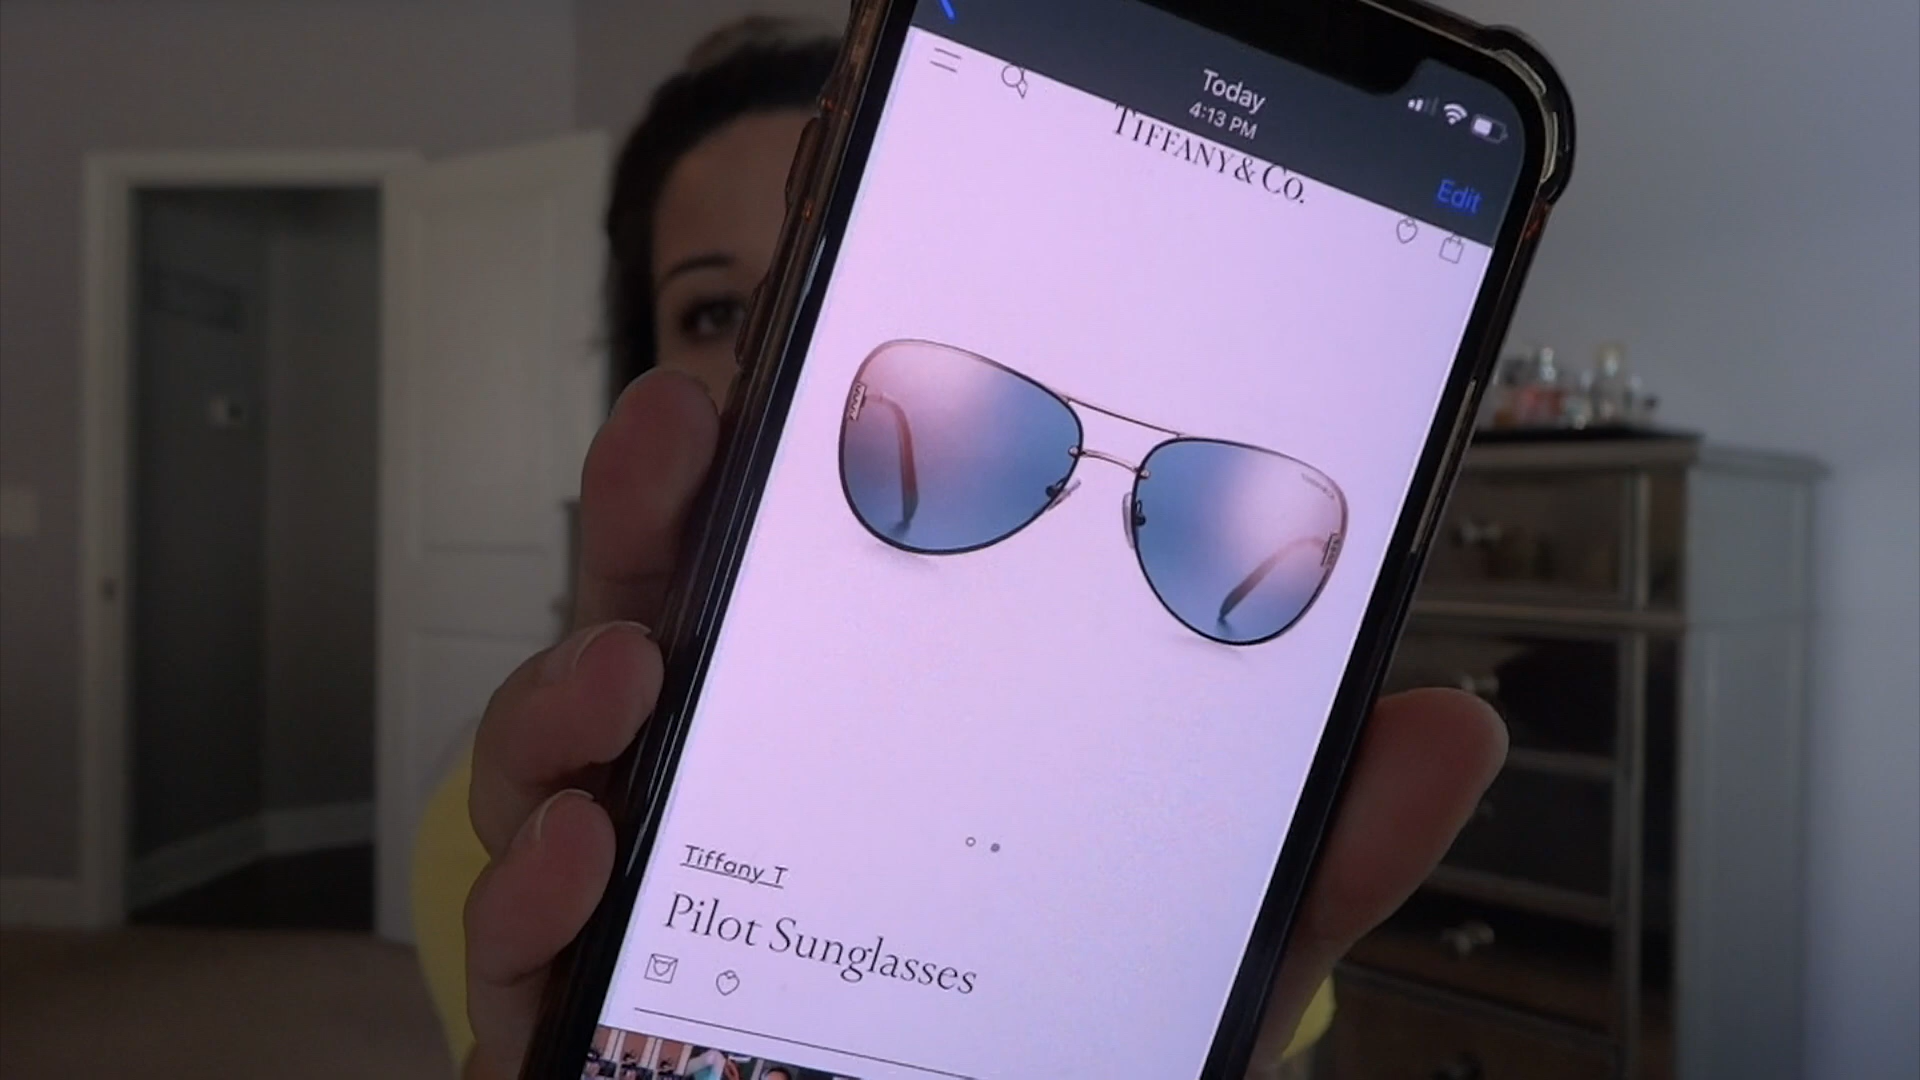 Today
4:13 PM
Edit
TIFFANY & CO.
Tiffany T
Pilot Sunglasses